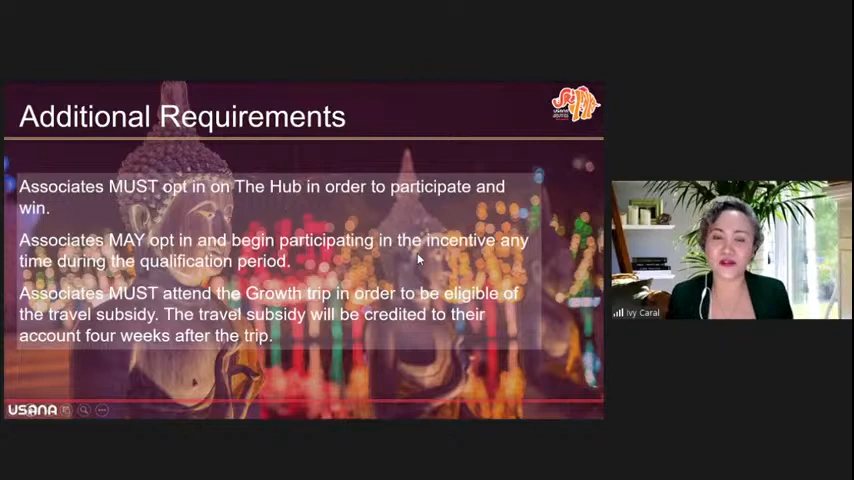 Additional Requirements
Associates MUST opt in on The Hub in order to participate and
win.
Associates MAY opt in and begin participating in the incentive any
time during the qualification period.
Associates MUST attend the Growth trip in order to be eligible of
the travel subsidy. The travel subsidy will be credited to their
account four weeks after the trip.
USANA
Ivy Caral